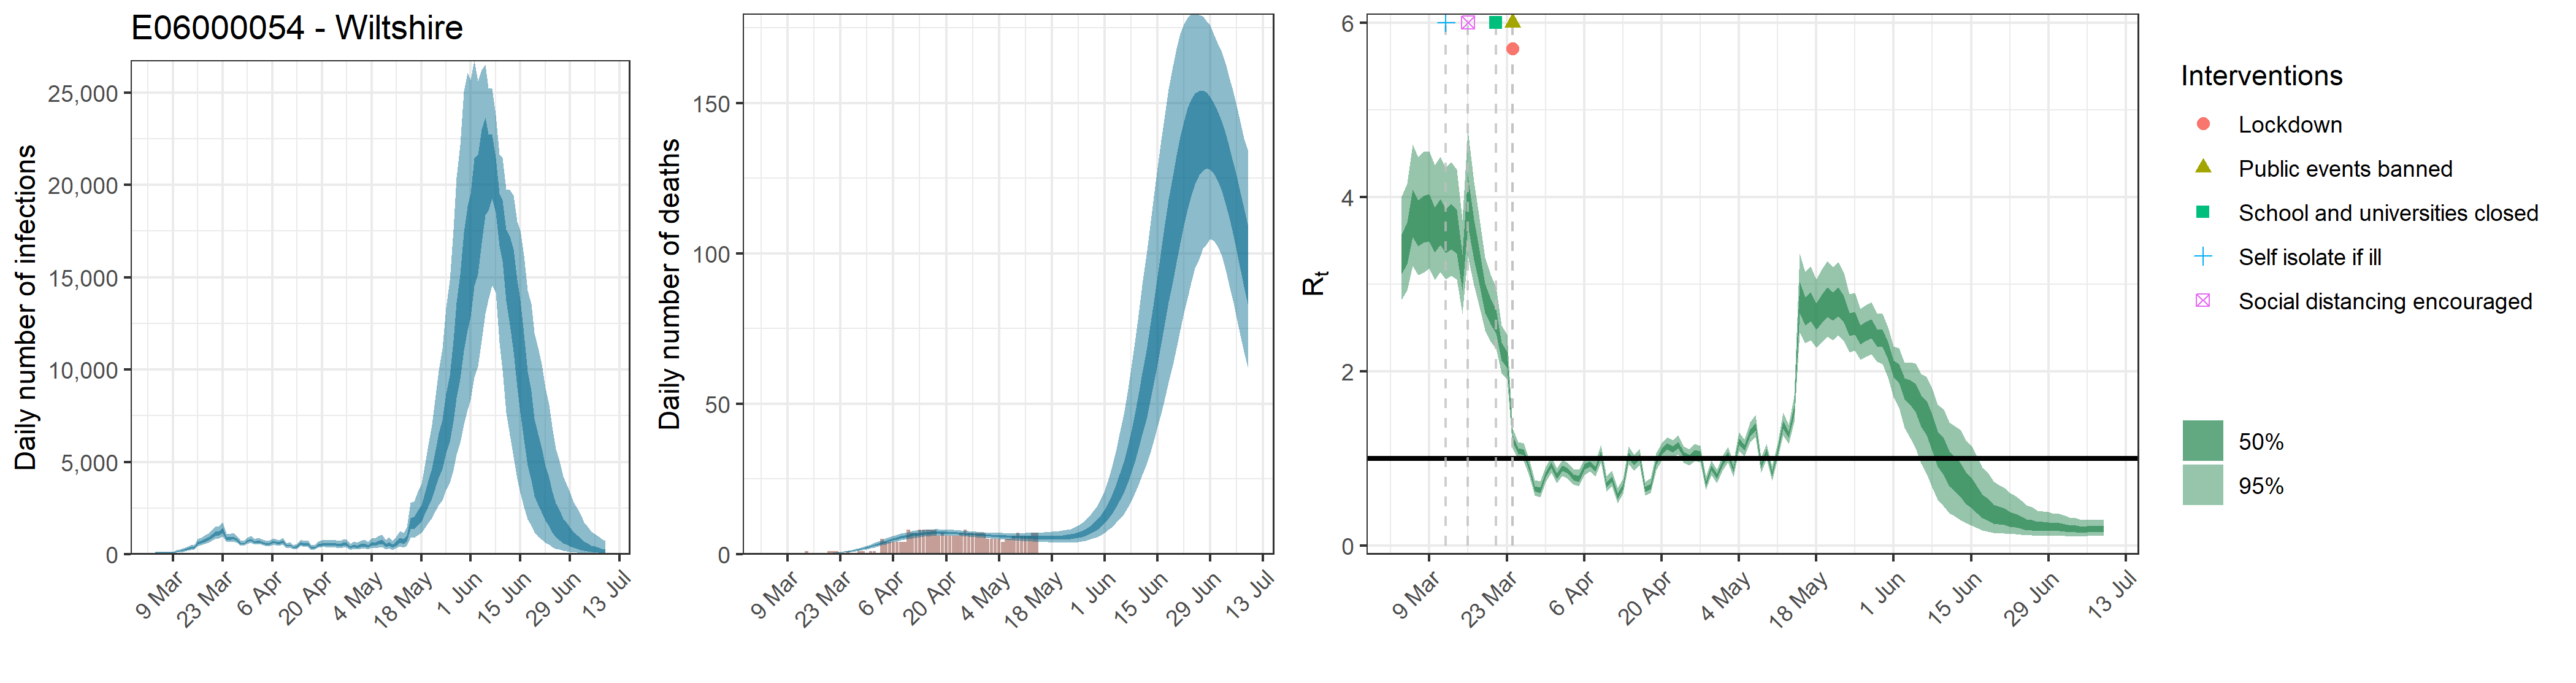 E06000054 - Wiltshire
Daily number of infections
25,000
20,000
15,000
10,000
5,000
0
9 Mar
23 Mar
6 Apr
20 Apr
4 May
18 May
1 Jun
15 Jun
29 Jun
13 Jul
Daily number of deaths
150
100
50
0
9 Mar
23 Mar
6 Apr
20 Apr
4 May
18 May
1 Jun
15 Jun
29 Jun
13 Jul
Rt
6
4
2
0
9 Mar
23 Mar
6 Apr
20 Apr
4 May
18 May
1 Jun
15 Jun
29 Jun
13 Jul
Interventions
Lockdown
Public events banned
School and universities closed
Self isolate if ill
Social distancing encouraged
50%
95%